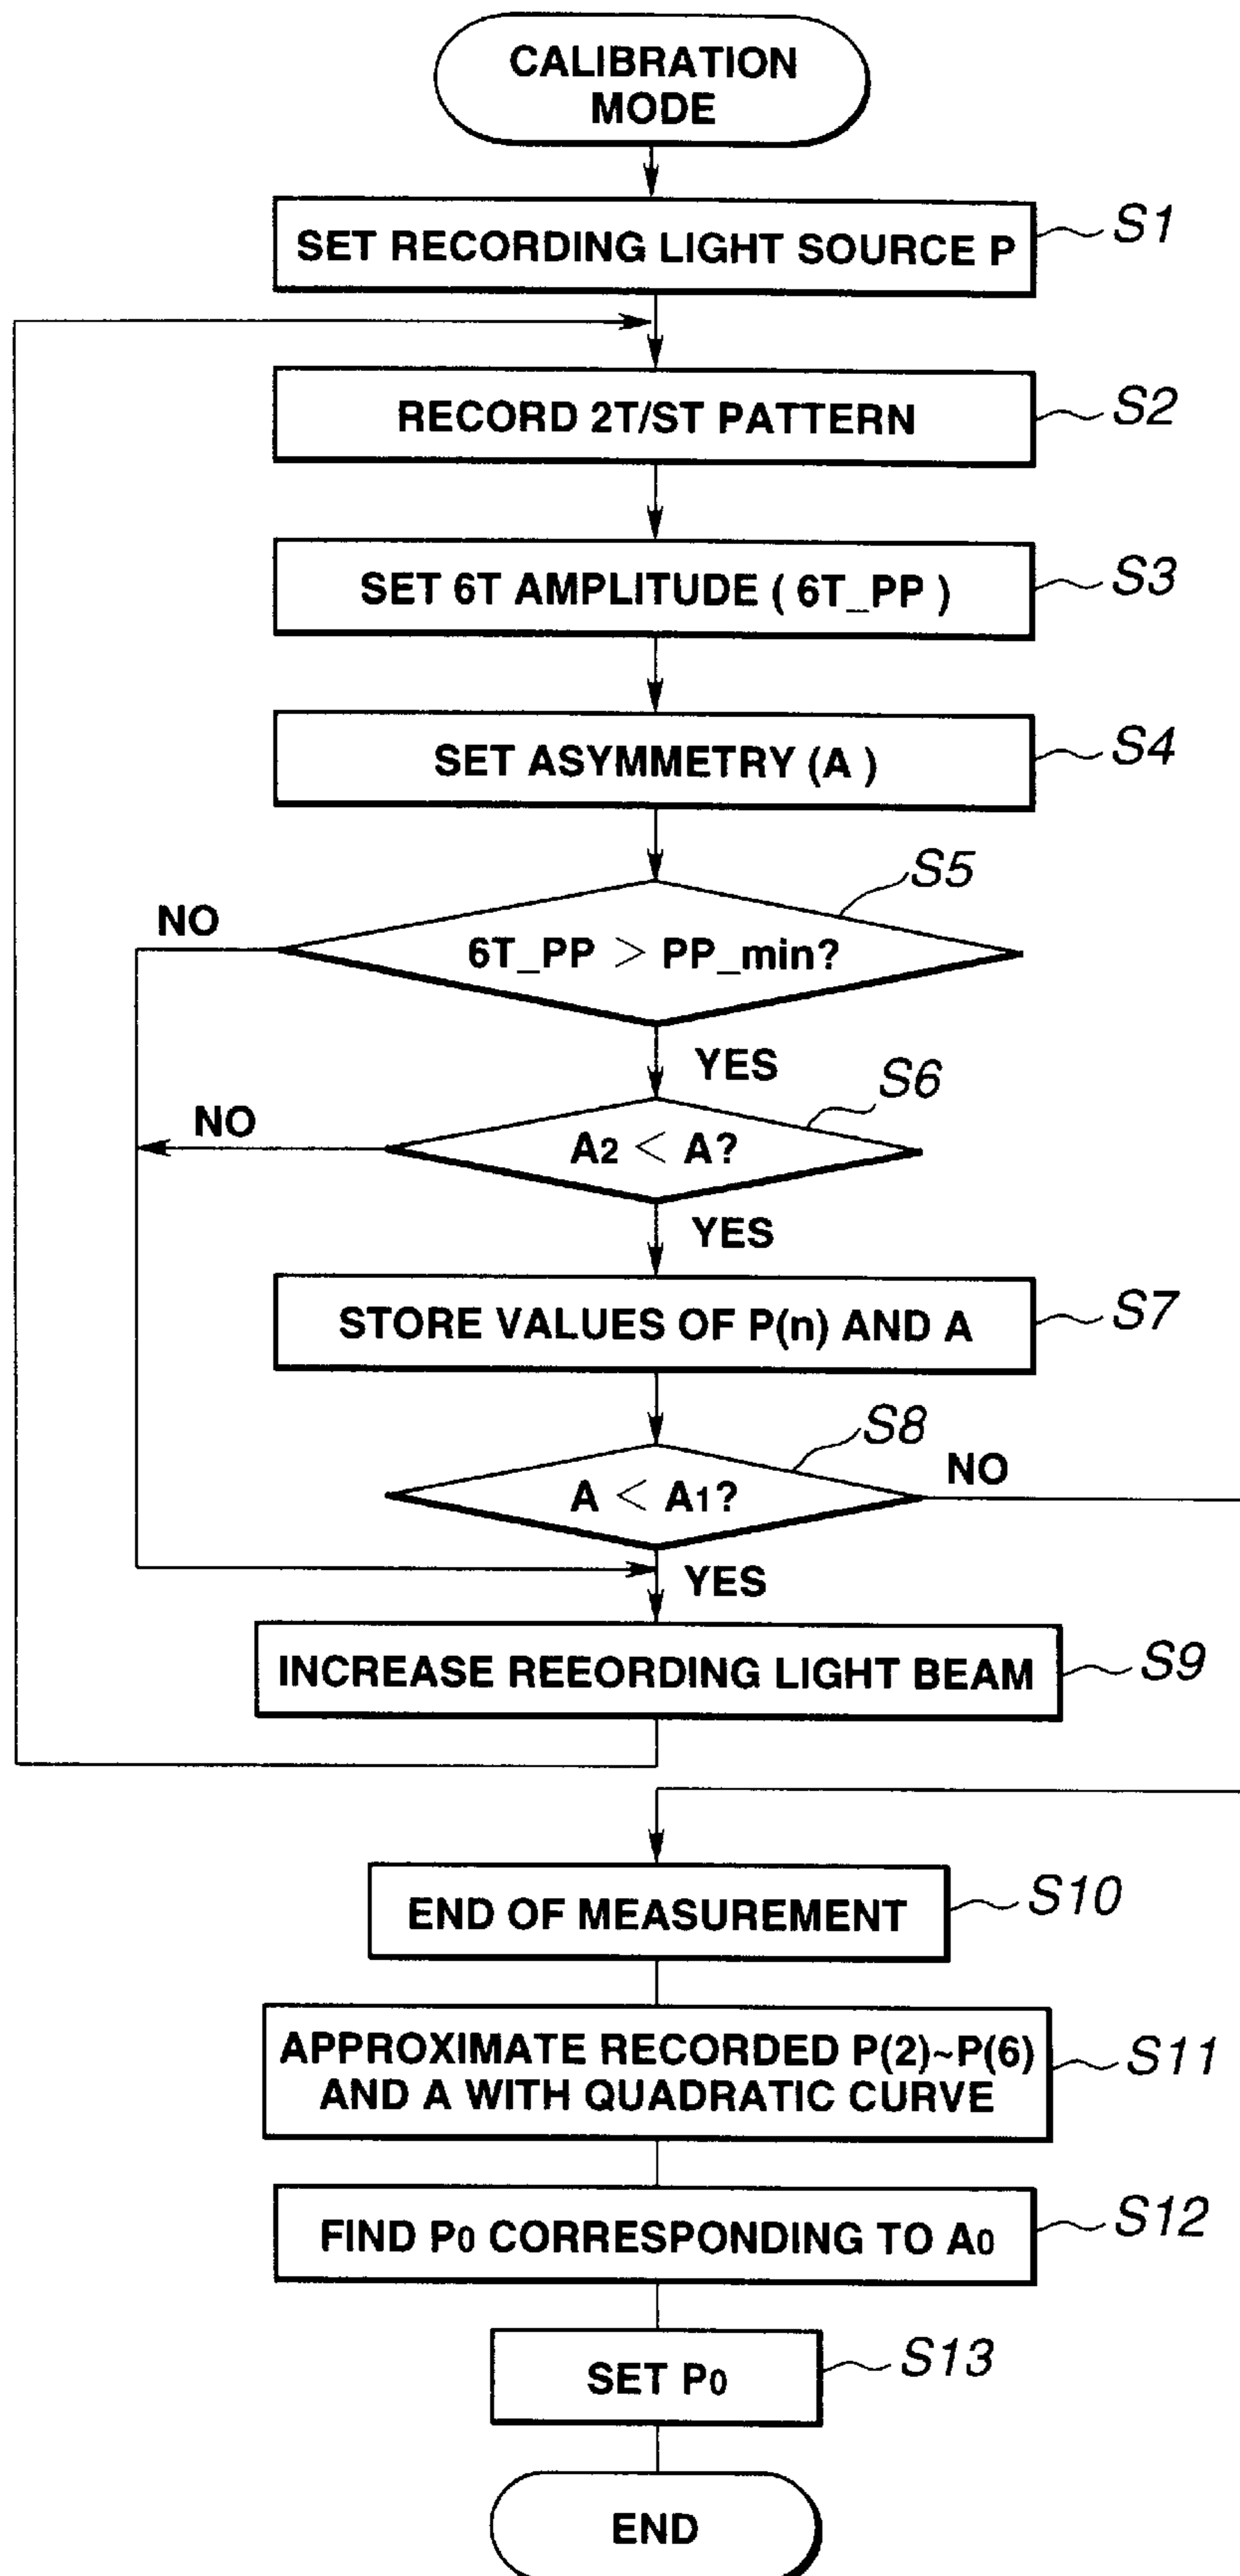 CALIBRATION
MODE
SET RECORDING LIGHT SOURCE P
S1
RECORD 2T/ST PATTERN
S2
SET 6T AMPLITUDE ( 6T_PP )
S3
SET ASYMMETRY (A )
S4
S5
NO
6T_PP > PP_min?
YES
S6
NO
A2 < A?
YES
STORE VALUES OF P(n) AND A
S7
S8
NO
A < A1?
YES
INCREASE REEORDING LIGHT BEAM
S9
END OF MEASUREMENT
S10
APPROXIMATE RECORDED P(2)~P(6)
AND A WITH QUADRATIC CURVE
S11
FIND P0 CORRESPONDING TO A0
S12
SET P0
S13
END